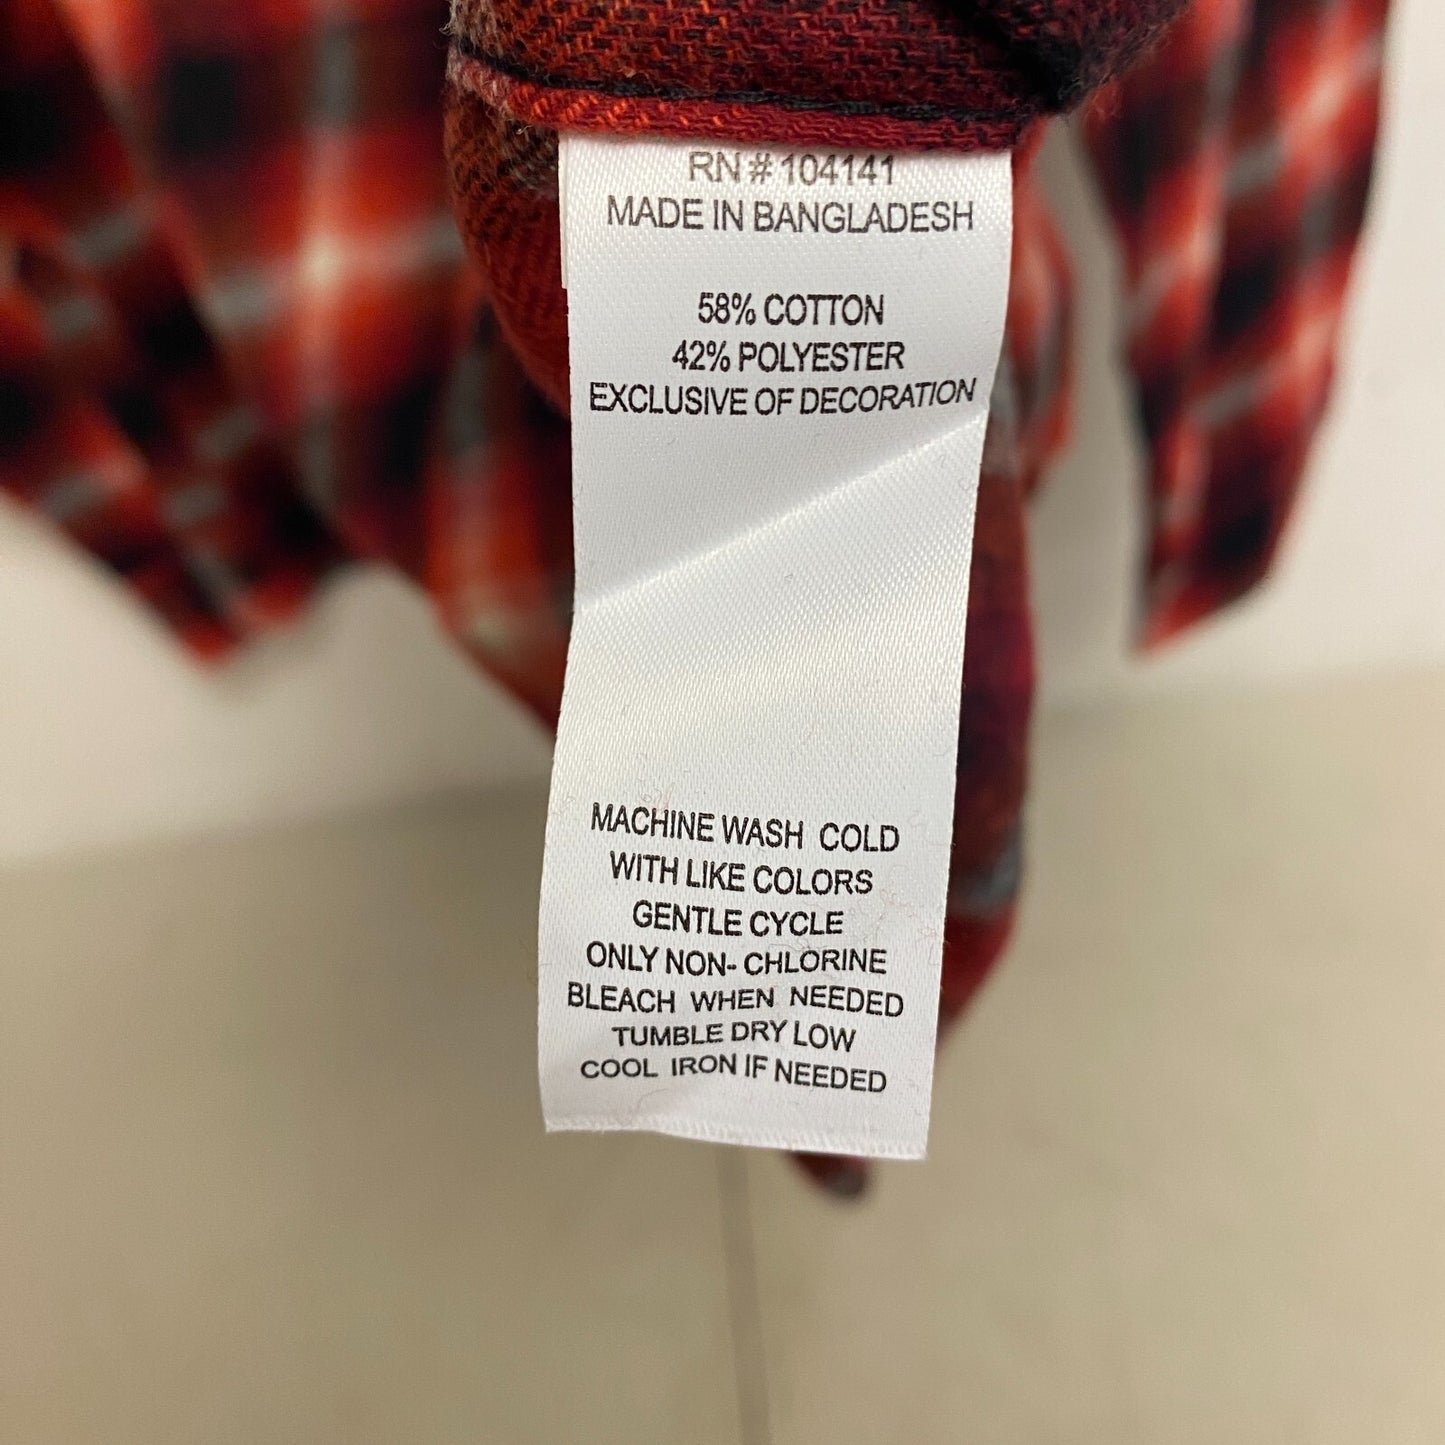 RN # 104141
MADE IN BANGLADESH
58% COTTON
42% POLYESTER
EXCLUSIVE OF DECORATION
MACHINE WASH COLD
WITH LIKE COLORS
GENTLE CYCLE
ONLY NON- CHLORINE
BLEACH WHEN NEEDED
TUMBLE DRY LOW
COOL IRON IF NEEDED